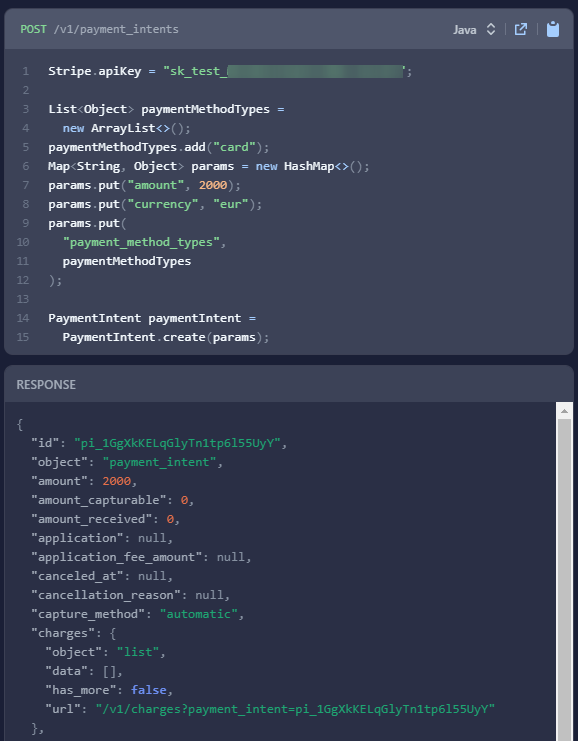 POST /v1/payment_intents Java
1 Stripe.apiKey = "sk_test_";
2
3 List<Object> paymentMethodTypes =
4 new ArrayList<>();
5 paymentMethodTypes.add("card");
6 Map<String, Object> params = new HashMap<>();
7 params.put("amount", 2000);
8 params.put("currency", "eur");
9 params.put(
10 "payment_method_types",
11 paymentMethodTypes
12 );
13
14 PaymentIntent paymentIntent =
15 PaymentIntent.create(params);
RESPONSE
{
"id": "pi_1GgXkKELqGlyTn1tp6l55UyY",
"object": "payment_intent",
"amount": 2000,
"amount_capturable": 0,
"amount_received": 0,
"application": null,
"application_fee_amount": null,
"canceled_at": null,
"cancellation_reason": null,
"capture_method": "automatic",
"charges": {
"object": "list",
"data": [],
"has_more": false,
"url": "/v1/charges?payment_intent=pi_1GgXkKELqGlyTn1tp6l55UyY"
},